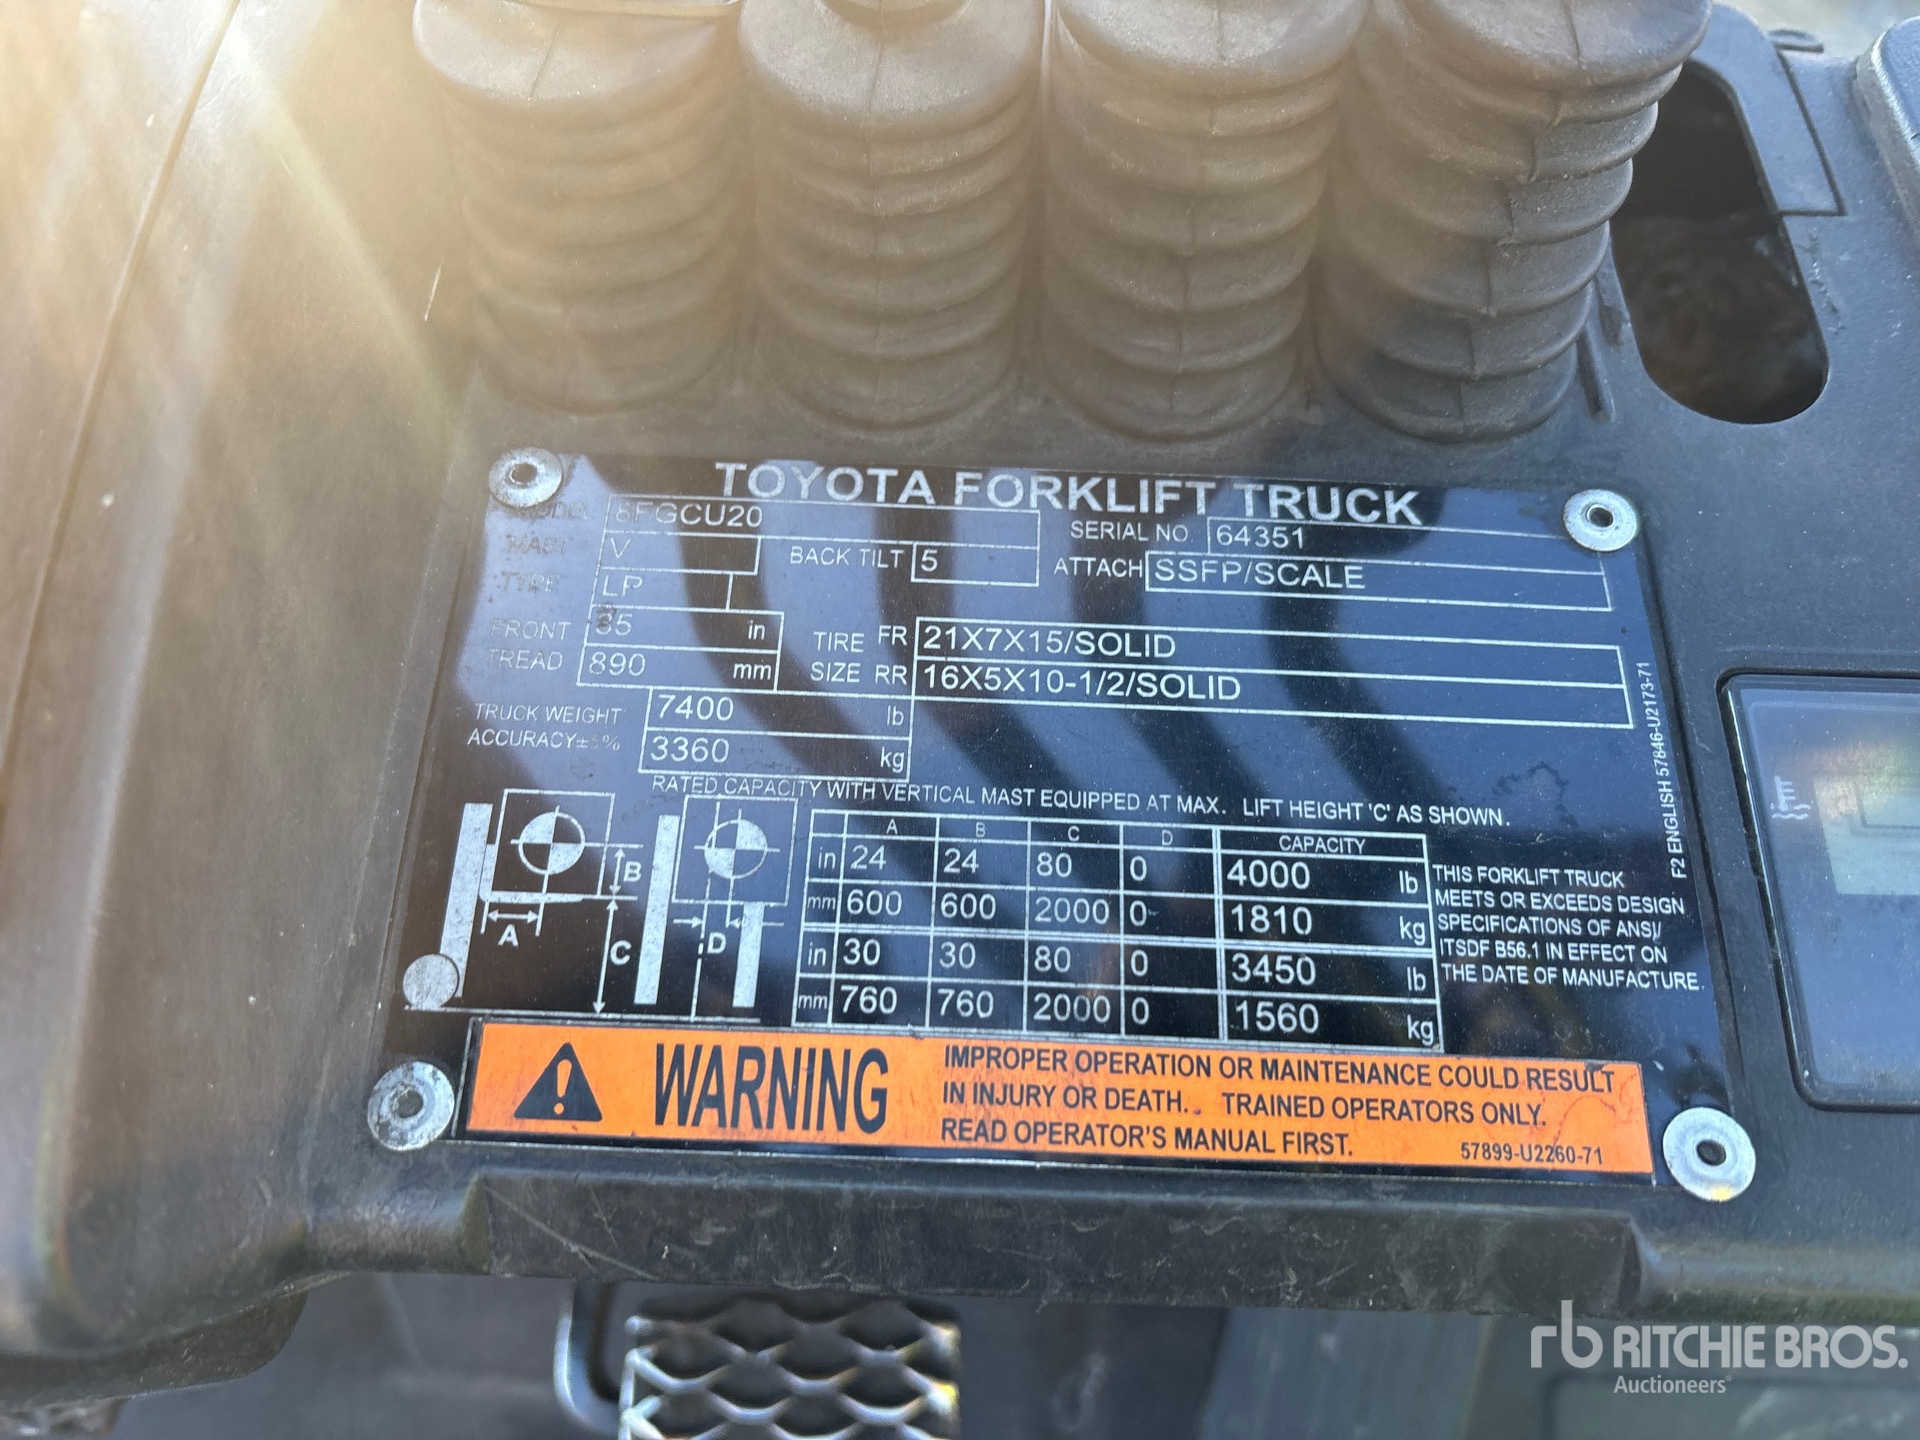 TOYOTA FORKLIFT TRUCK
MODEL 8FGCU20 SERIAL NO. 64351
MAST V BACK TILT 5 ATTACH SSFP/SCALE
TYPE LP
FRONT TREAD 35 in TIRE SIZE FR 21X7X15/SOLID
890 mm RR 16X5X10-1/2/SOLID
TRUCK WEIGHT 7400 lb
ACCURACY±5% 3360 kg
RATED CAPACITY WITH VERTICAL MAST EQUIPPED AT MAX. LIFT HEIGHT 'C' AS SHOWN.
A B C D CAPACITY
in 24 24 80 0 4000 lb
mm 600 600 2000 0 1810 kg
in 30 30 80 0 3450 lb
mm 760 760 2000 0 1560 kg
A B C D
THIS FORKLIFT TRUCK
MEETS OR EXCEEDS DESIGN
SPECIFICATIONS OF ANSI/
ITSDF B56.1 IN EFFECT ON
THE DATE OF MANUFACTURE.
F2 ENGLISH 57846-U2173-71
WARNING
IMPROPER OPERATION OR MAINTENANCE COULD RESULT
IN INJURY OR DEATH. TRAINED OPERATORS ONLY.
READ OPERATOR'S MANUAL FIRST.
57899-U2260-71
rb RITCHIE BROS.
Auctioneers